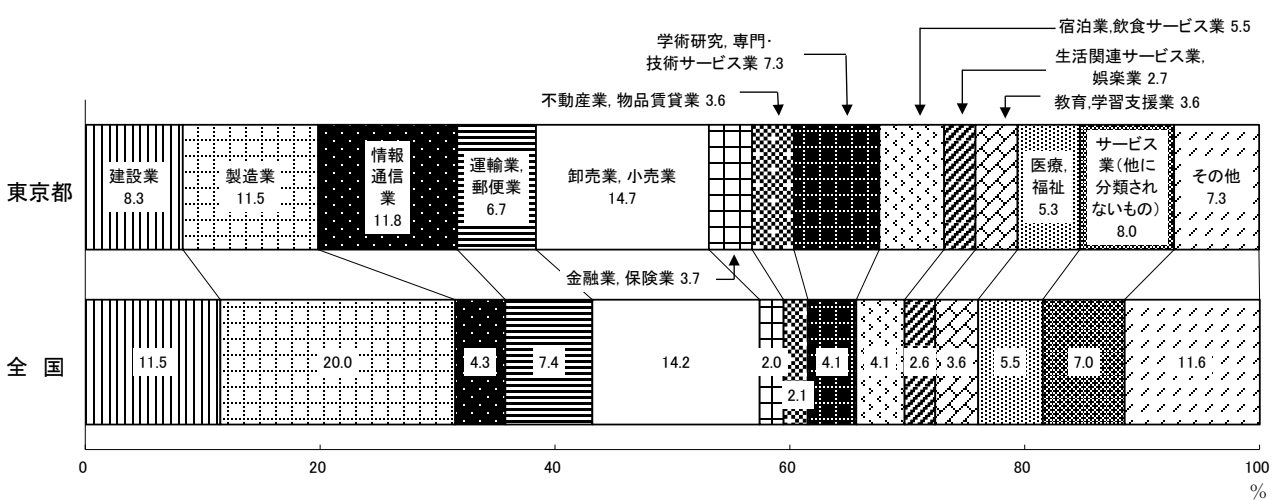 宿泊業,飲食サービス業 5.5
学術研究, 専門・
技術サービス業 7.3
生活関連サービス業,
娯楽業 2.7
不動産業, 物品賃貸業 3.6
教育,学習支援業 3.6
東京都
建設業
8.3
製造業
11.5
情報
通信
業
11.8
運輸業,
郵便業
6.7
卸売業, 小売業
14.7
医療,
福祉
5.3
サービス
業(他に
分類され
ないもの)
8.0
その他
7.3
金融業, 保険業 3.7
全 国
11.5
20.0
4.3
7.4
14.2
2.0
2.1
4.1
4.1
2.6
3.6
5.5
7.0
11.6
0
20
40
60
80
100
%